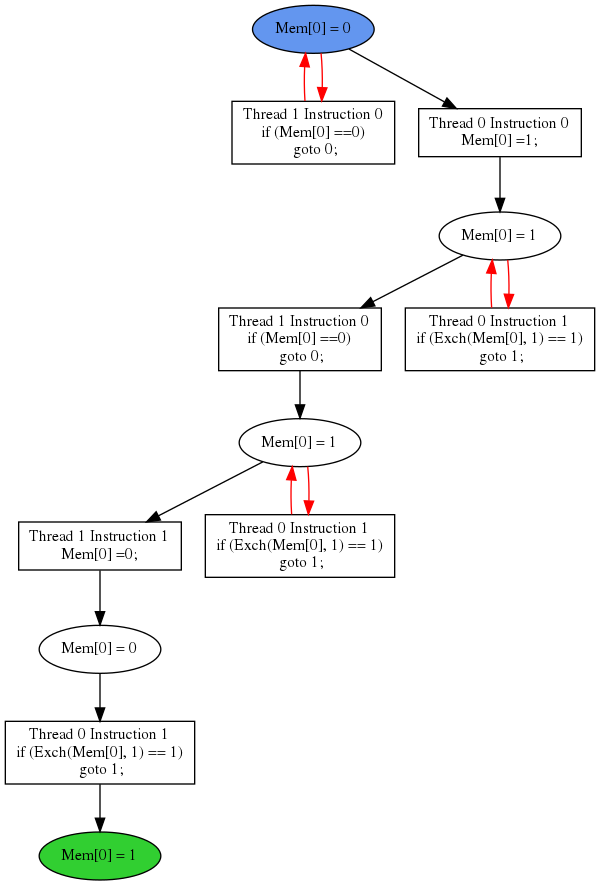 Mem[0] = 0
Thread 1 Instruction 0
if (Mem[0] ==0)
goto 0;
Thread 0 Instruction 0
Mem[0] =1;
Mem[0] = 1
Thread 1 Instruction 0
if (Mem[0] ==0)
goto 0;
Thread 0 Instruction 1
if (Exch(Mem[0], 1) == 1)
goto 1;
Mem[0] = 1
Thread 1 Instruction 1
Mem[0] =0;
Thread 0 Instruction 1
if (Exch(Mem[0], 1) == 1)
goto 1;
Mem[0] = 0
Thread 0 Instruction 1
if (Exch(Mem[0], 1) == 1)
goto 1;
Mem[0] = 1